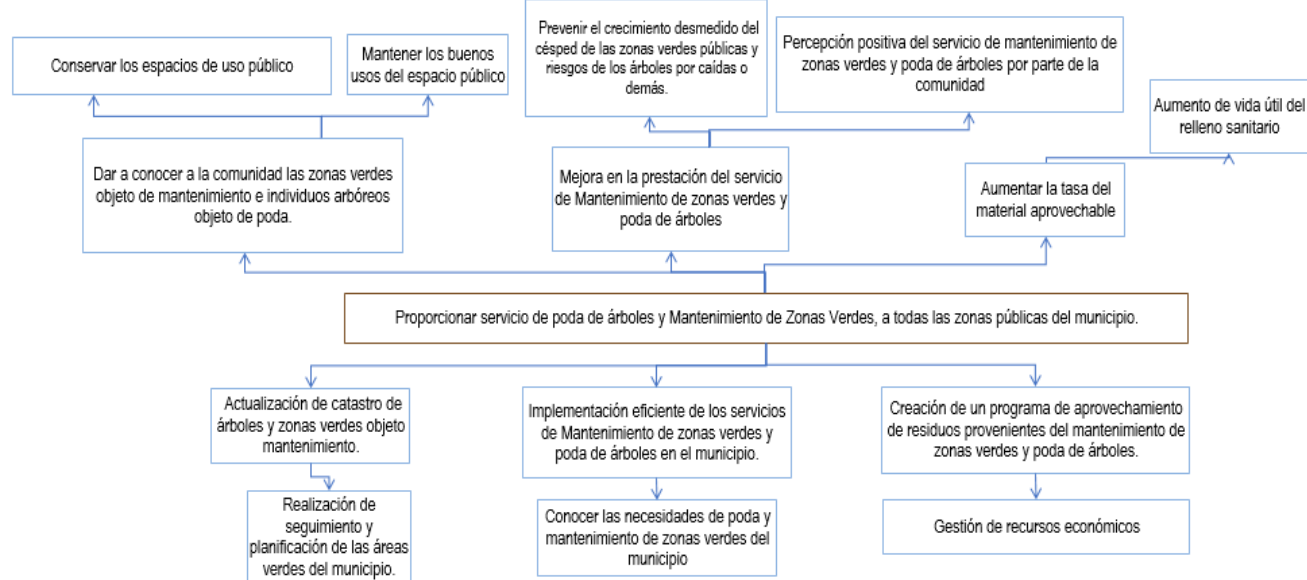 Conservar los espacios de uso público
Mantener los buenos
usos del espacio público
Prevenir el crecimiento desmedido del
césped de las zonas verdes públicas y
riesgos de los árboles por caídas o
demás.
Percepción positiva del servicio de mantenimiento de
zonas verdes y poda de árboles por parte de la
comunidad
Aumento de vida útil del
relleno sanitario
Dar a conocer a la comunidad las zonas verdes
objeto de mantenimiento e individuos arbóreos
objeto de poda.
Mejora en la prestación del servicio
de Mantenimiento de zonas verdes y
poda de árboles
Aumentar la tasa del
material aprovechable
Proporcionar servicio de poda de árboles y Mantenimiento de Zonas Verdes, a todas las zonas públicas del municipio.
Actualización de catastro de
árboles y zonas verdes objeto
mantenimiento.
Implementación eficiente de los servicios
de Mantenimiento de zonas verdes y
poda de árboles en el municipio.
Creación de un programa de aprovechamiento
de residuos provenientes del mantenimiento de
zonas verdes y poda de árboles.
Realización de
seguimiento y
planificación de las áreas
verdes del municipio.
Conocer las necesidades de poda y
mantenimiento de zonas verdes del
municipio
Gestión de recursos económicos